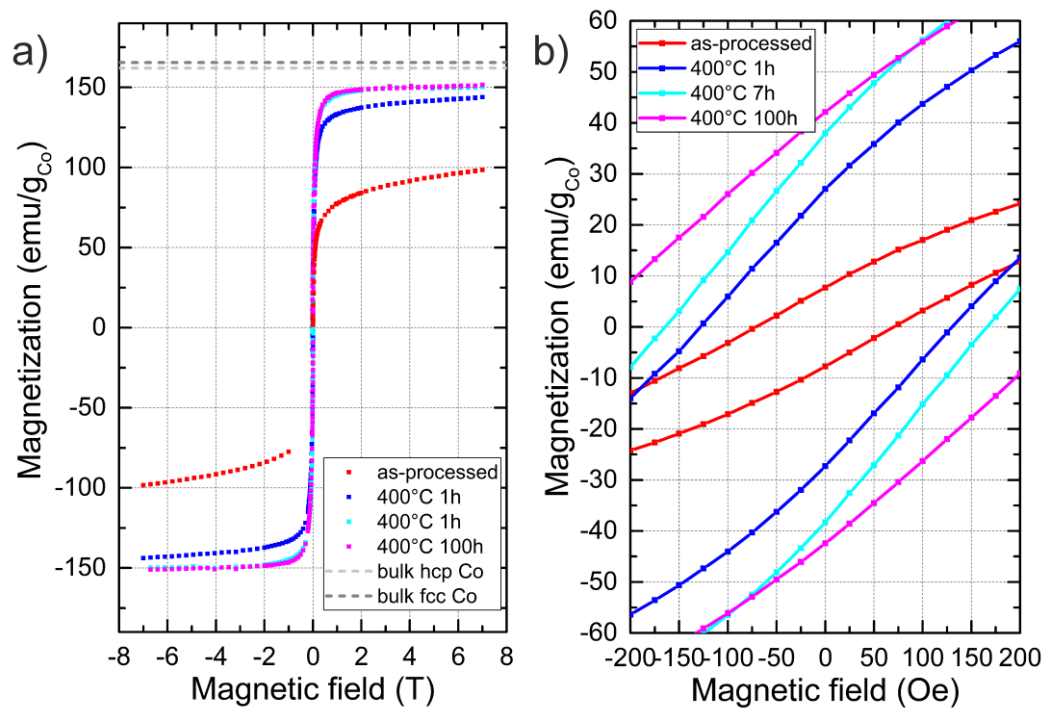 a)
Magnetization (emu/gCo)
150
100
50
0
-50
-100
-150
-8 -6 -4 -2 0 2 4 6 8
Magnetic field (T)
as-processed
400°C 1h
400°C 1h
400°C 100h
bulk hcp Co
bulk fcc Co
b)
Magnetization (emu/gCo)
60
50
40
30
20
10
0
-10
-20
-30
-40
-50
-60
-200 -150 -100 -50 0 50 100 150 200
Magnetic field (Oe)
as-processed
400°C 1h
400°C 7h
400°C 100h